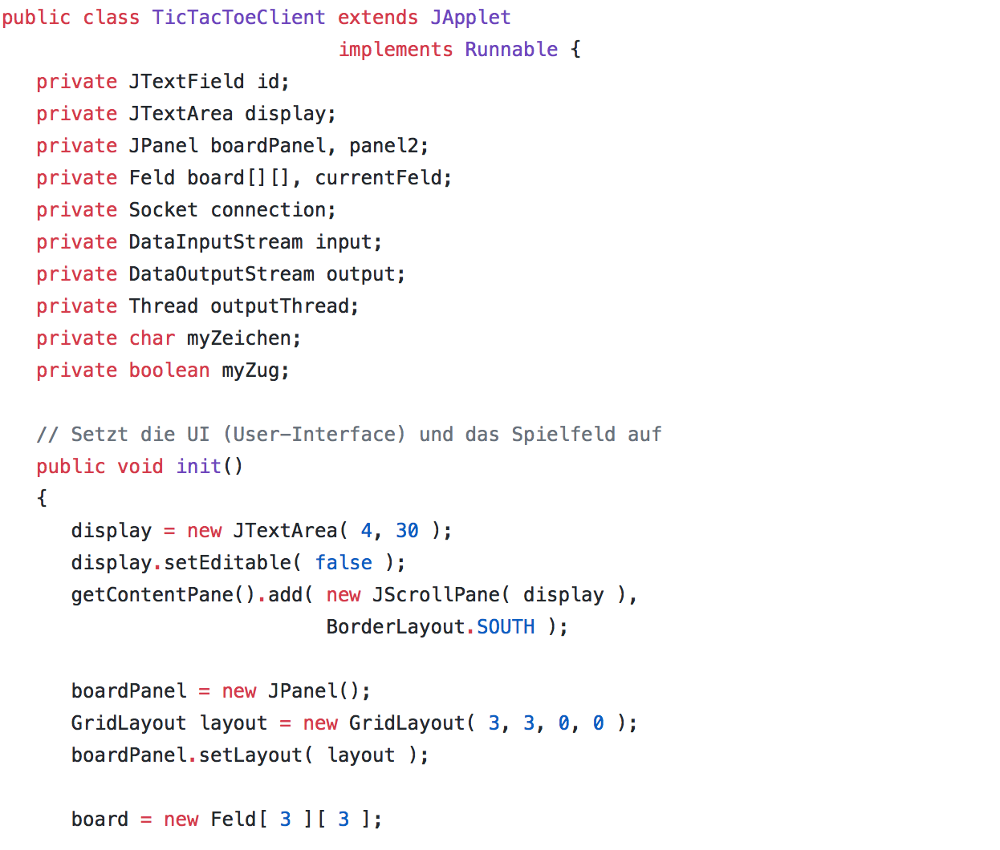 public class TicTacToeClient extends JApplet
                             implements Runnable {
   private JTextField id;
   private JTextArea display;
   private JPanel boardPanel, panel2;
   private Feld board[][], currentFeld;
   private Socket connection;
   private DataInputStream input;
   private DataOutputStream output;
   private Thread outputThread;
   private char myZeichen;
   private boolean myZug;

   // Setzt die UI (User-Interface) und das Spielfeld auf
   public void init()
   {
      display = new JTextArea( 4, 30 );
      display.setEditable( false );
      getContentPane().add( new JScrollPane( display ),
                            BorderLayout.SOUTH );

      boardPanel = new JPanel();
      GridLayout layout = new GridLayout( 3, 3, 0, 0 );
      boardPanel.setLayout( layout );

      board = new Feld[ 3 ][ 3 ];